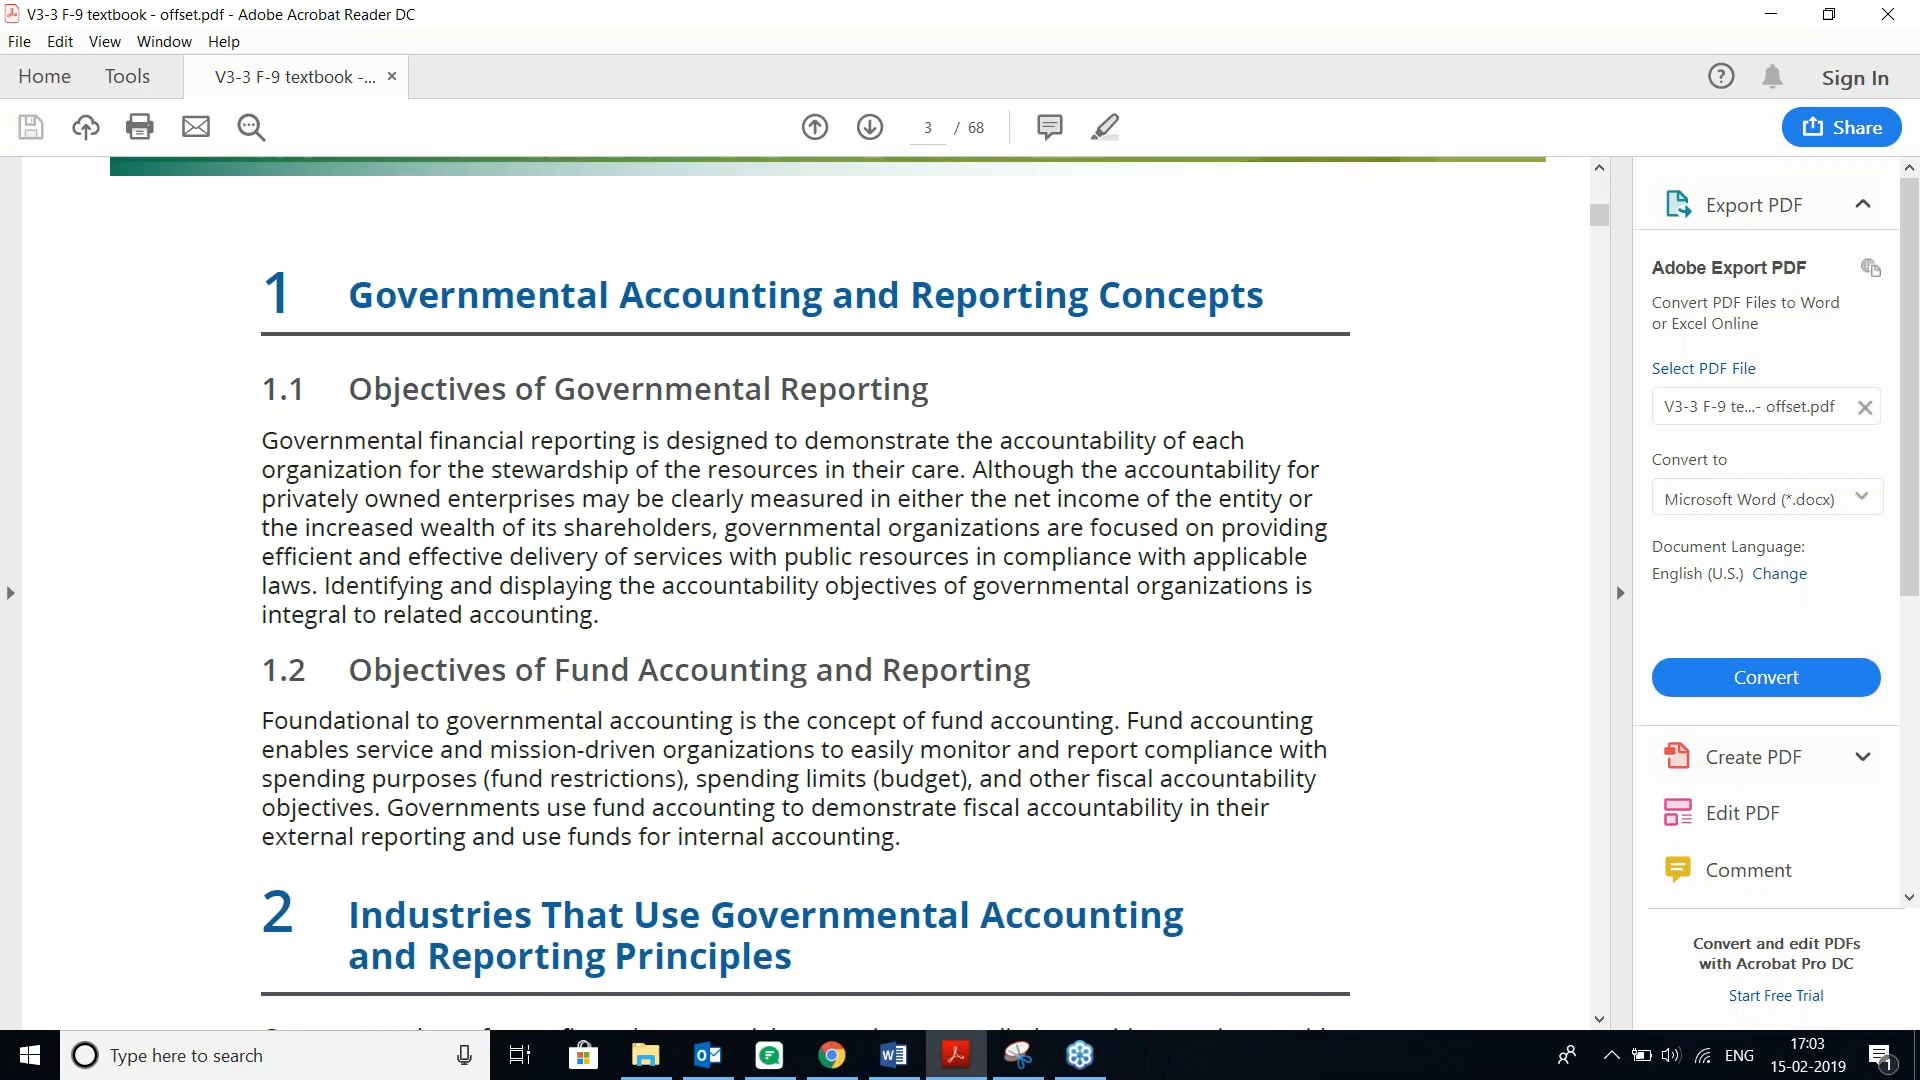 V3-3 F-9 textbook - offset.pdf - Adobe Acrobat Reader DC
File Edit View Window Help
Home Tools V3-3 F-9 textbook -... × Sign In
3 / 68 Share
1 Governmental Accounting and Reporting Concepts
1.1 Objectives of Governmental Reporting
Governmental financial reporting is designed to demonstrate the accountability of each
organization for the stewardship of the resources in their care. Although the accountability for
privately owned enterprises may be clearly measured in either the net income of the entity or
the increased wealth of its shareholders, governmental organizations are focused on providing
efficient and effective delivery of services with public resources in compliance with applicable
laws. Identifying and displaying the accountability objectives of governmental organizations is
integral to related accounting.
1.2 Objectives of Fund Accounting and Reporting
Foundational to governmental accounting is the concept of fund accounting. Fund accounting
enables service and mission-driven organizations to easily monitor and report compliance with
spending purposes (fund restrictions), spending limits (budget), and other fiscal accountability
objectives. Governments use fund accounting to demonstrate fiscal accountability in their
external reporting and use funds for internal accounting.
2 Industries That Use Governmental Accounting
and Reporting Principles
Export PDF
Adobe Export PDF
Convert PDF Files to Word
or Excel Online
Select PDF File
V3-3 F-9 te...- offset.pdf
Convert to
Microsoft Word (*.docx)
Document Language:
English (U.S.) Change
Convert
Create PDF
Edit PDF
Comment
Convert and edit PDFs
with Acrobat Pro DC
Start Free Trial
Type here to search
ENG
17:03
15-02-2019
1